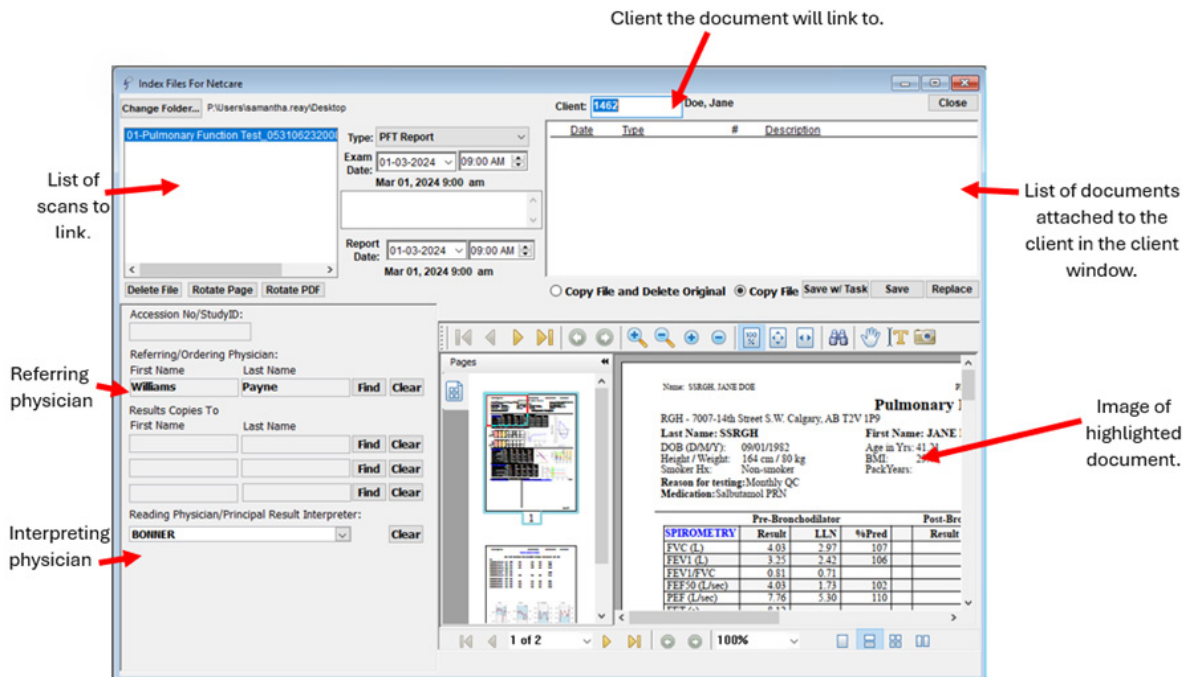 Client the document will link to.
Index Files For Netcare
Change Folder... P:\Users\samantha.reay\Desktop
Client: 1462 Doe, Jane Close
01-Pulmonary Function Test_05310623200
Type: PFT Report
Exam Date: 01-03-2024 09:00 AM
Mar 01, 2024 9:00 am
Report Date: 01-03-2024 09:00 AM
Mar 01, 2024 9:00 am
Date Type # Description
List of
scans to
link.
List of documents
attached to the
client in the client
window.
Delete File Rotate Page Rotate PDF
Copy File and Delete Original Copy File Save w/ Task Save Replace
Accession No/StudyID:
Referring/Ordering Physician:
First Name Last Name
Williams Payne Find Clear
Results Copies To
First Name Last Name
Find Clear
Find Clear
Find Clear
Reading Physician/Principal Result Interpreter:
BONNER Clear
Referring
physician
Interpreting
physician
Pages
1
100 %
Name: SSRGH, JANE DOE
Pulmonary
RGH - 7007-14th Street S.W. Calgary, AB T2V 1P9
Last Name: SSRGH First Name: JANE
DOB (D/M/Y): 09/01/1982 Age in Yrs: 41
Height / Weight: 164 cm / 80 kg BMI:
Smoker Hx: Non-smoker PackYears:
Reason for testing: Monthly QC
Medication: Salbutamol PRN
Pre-Bronchodilator Post-Bro
SPIROMETRY Result LLN %Pred Result
FVC (L) 4.03 2.97 107
FEV1 (L) 3.25 2.42 106
FEV1/FVC 0.81 0.71
FEF50 (L/sec) 4.03 1.73 102
PEF (L/sec) 7.76 5.30 110
Image of
highlighted
document.
1 of 2 100%